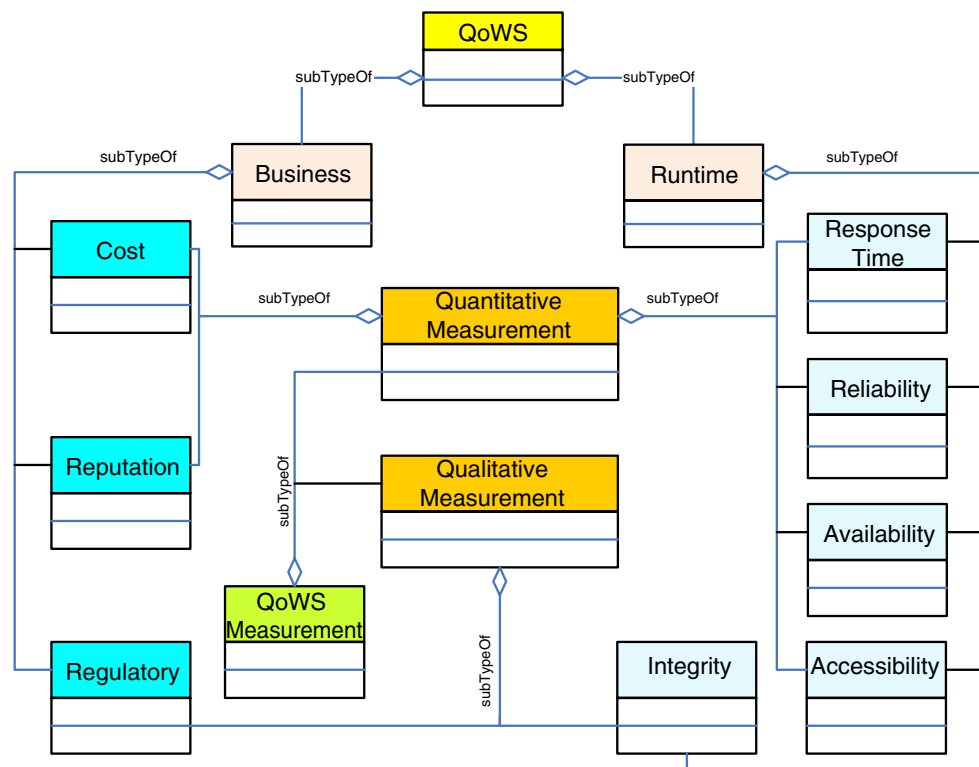 QoWS
subTypeOf
subTypeOf
subTypeOf
Business
Runtime
subTypeOf
Cost
Response
Time
subTypeOf
Quantitative
Measurement
subTypeOf
Reliability
Reputation
Qualitative
Measurement
subTypeOf
Availability
QoWS
Measurement
subTypeOf
Regulatory
Integrity
Accessibility